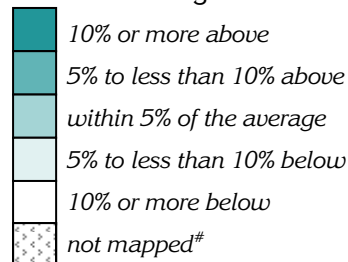 10% or more above
5% to less than 10% above
within 5% of the average
5% to less than 10% below
10% or more below
not mapped#